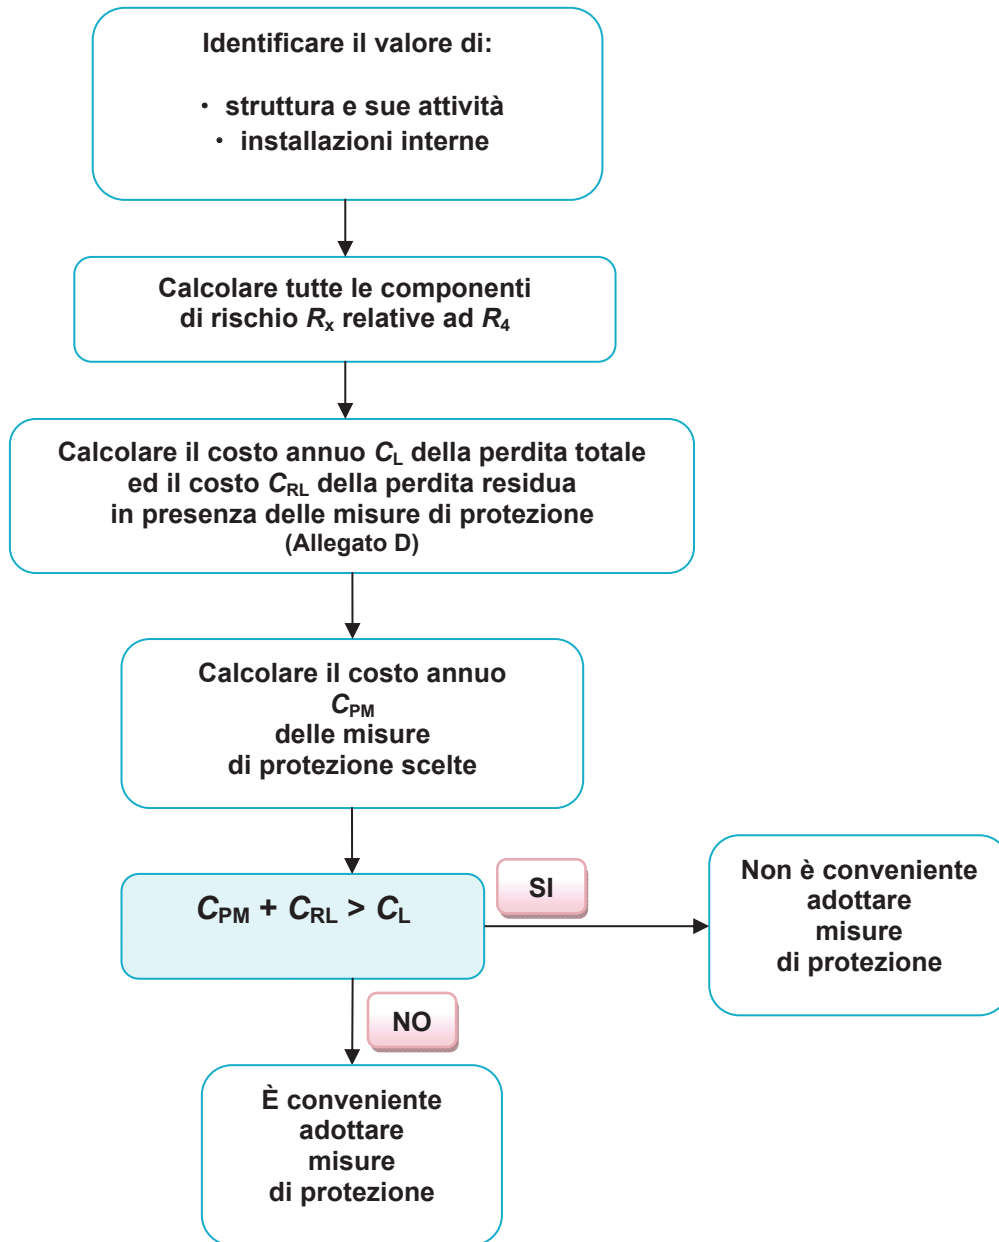 Identificare il valore di:
· struttura e sue attività
· installazioni interne
Calcolare tutte le componenti
di rischio Rx relative ad R4
Calcolare il costo annuo CL della perdita totale
ed il costo CRL della perdita residua
in presenza delle misure di protezione
(Allegato D)
Calcolare il costo annuo
CPM
delle misure
di protezione scelte
CPM + CRL > CL
SI
Non è conveniente
adottare
misure
di protezione
NO
È conveniente
adottare
misure
di protezione